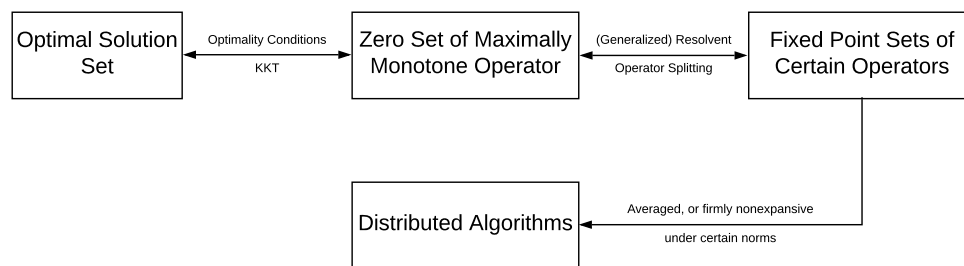 Optimal Solution
Set
Optimality Conditions
KKT
Zero Set of Maximally
Monotone Operator
(Generalized) Resolvent
Operator Splitting
Fixed Point Sets of
Certain Operators
Averaged, or firmly nonexpansive
under certain norms
Distributed Algorithms